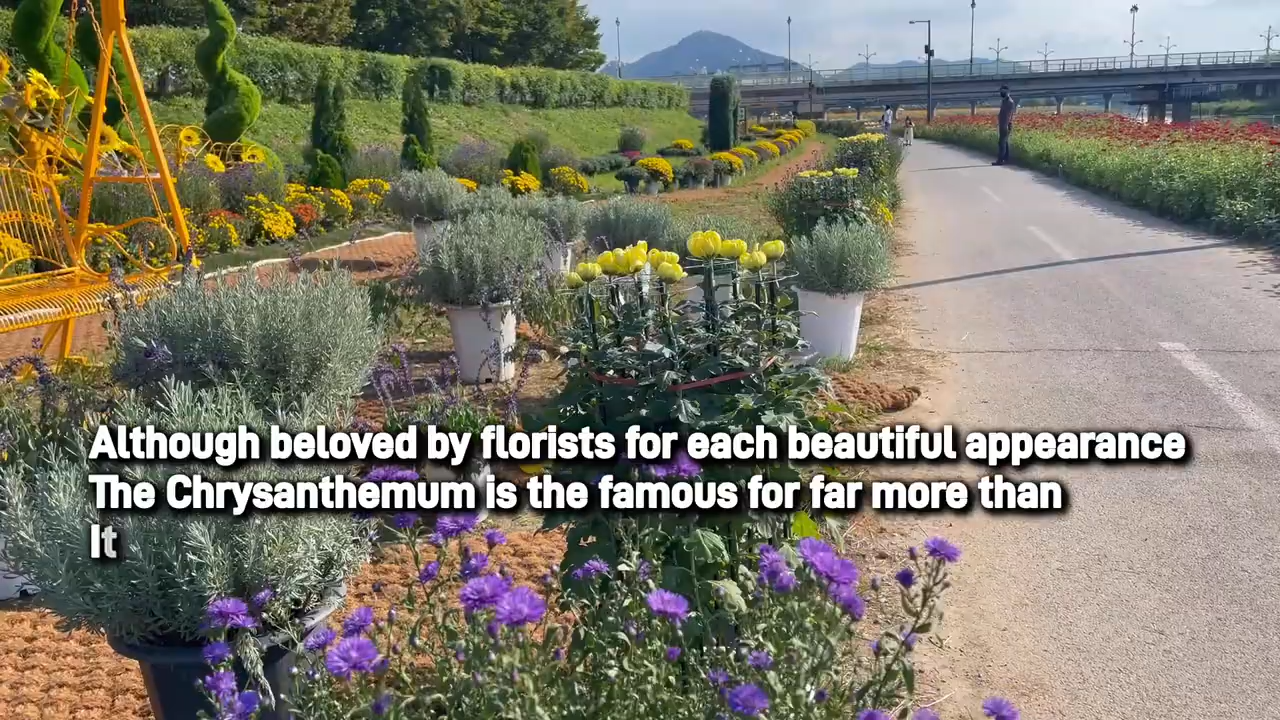 Although beloved by florists for each beautiful appearance
The Chrysanthemum is the famous for far more than
It